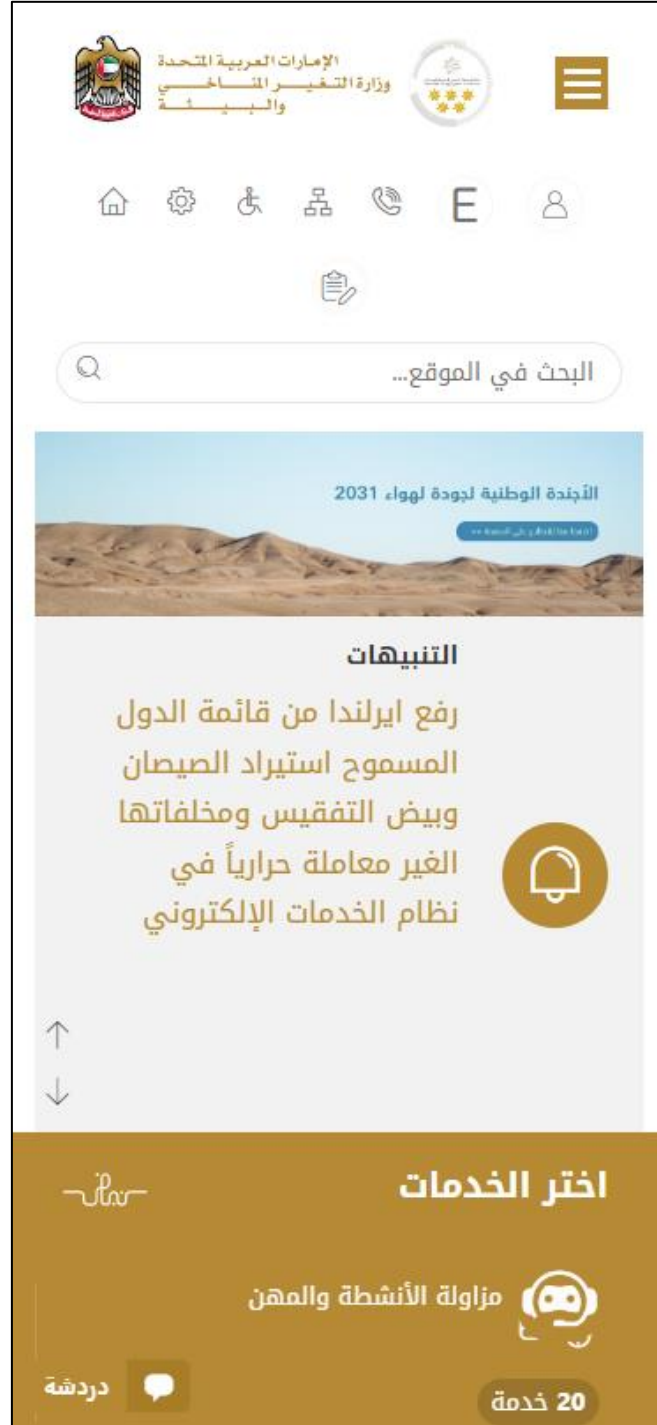 الإمارات العربية المتحدة
وزارة التغير المناخي
والبيئة
E
البحث في الموقع...
الأجندة الوطنية لجودة لهواء 2031
التنبيهات
رفع ايرلندا من قائمة الدول
المسموح استيراد الصيصان
وبيض التفقيس ومخلفاتها
الغير معاملة حرارياً في
نظام الخدمات الإلكتروني
اختر الخدمات
مزاولة الأنشطة والمهن
20 خدمة
دردشة